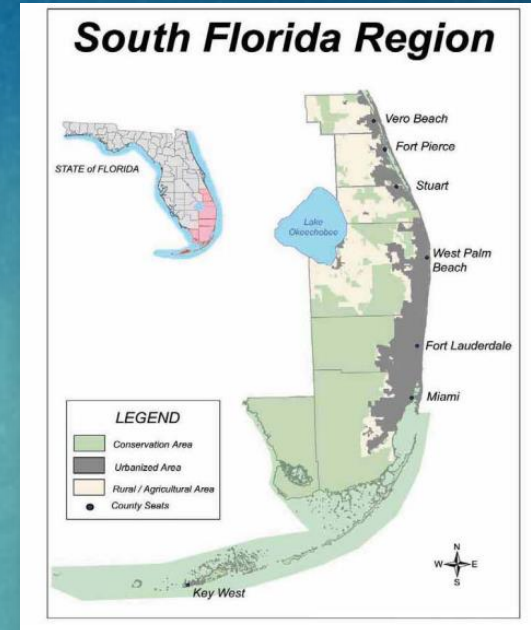 South Florida Region
STATE of FLORIDA
Vero Beach
Fort Pierce
Stuart
Lake
Okeechobee
West Palm
Beach
Fort Lauderdale
Miami
LEGEND
Conservation Area
Urbanized Area
Rural / Agricultural Area
County Seats
Key West
N
W E
S